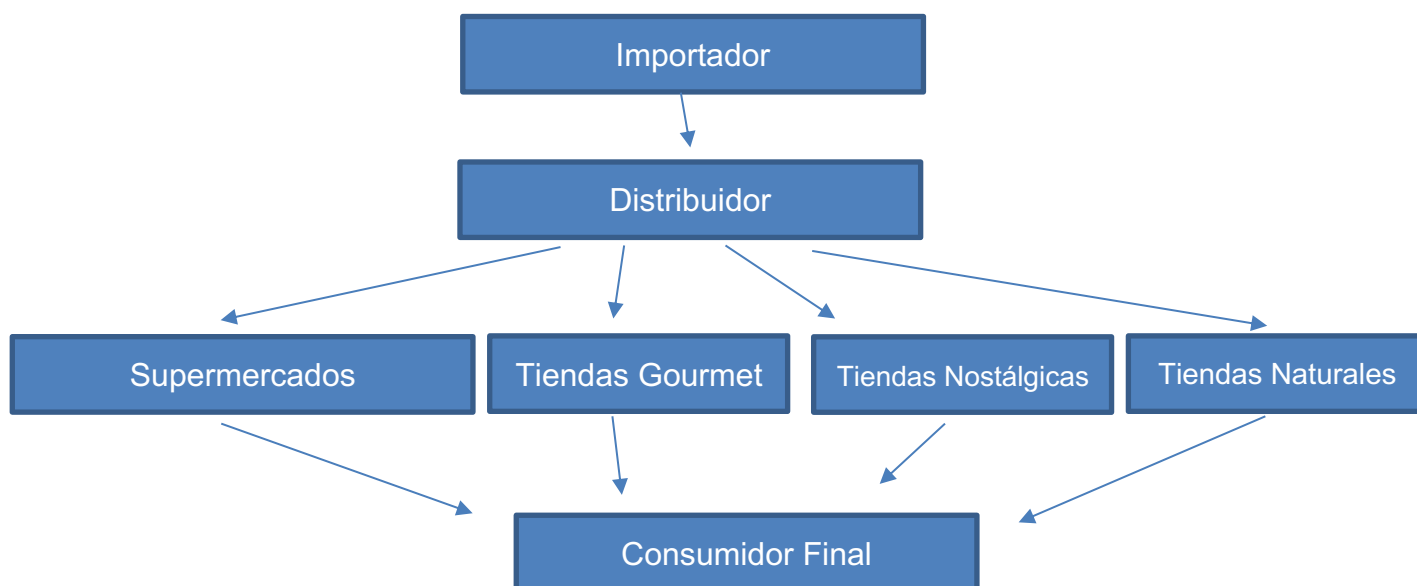 Importador
Distribuidor
Supermercados
Tiendas Gourmet
Tiendas Nostálgicas
Tiendas Naturales
Consumidor Final